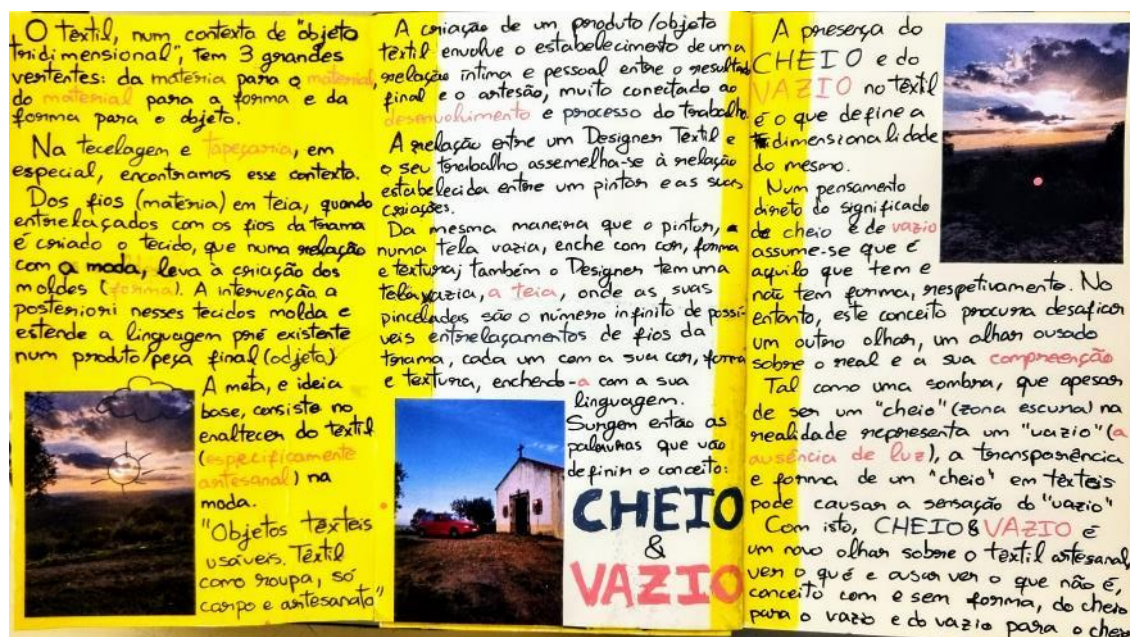 O têxtil, num contexto de "objeto
tridimensional", tem 3 grandes
vertentes: da matéria para o material,
do material para a forma e da
forma para o objeto.
Na tecelagem e tapeçaria, em
especial, encontramos esse contexto.
Dos fios (matéria) em teia, quando
entrelaçados com os fios da trama
é criado o tecido, que numa relação
com a moda, leva à criação dos
moldes (forma). A intervenção a
posteriori nesses tecidos molda e
estende a linguagem pré existente
num produto/peça final (odjeto)
A meta, e ideia
base, consiste no
enaltecer do têxtil
(especificamente
artesanal) na
moda.
"Objetos têxteis
usáveis. Têxtil
como roupa, só
corpo e artesanato"
A criação de um produto/objeto
têxtil envolve o estabelecimento de uma
relação íntima e pessoal entre o resultado
final e o artesão, muito conectado ao
desenvolvimento e processo do trabalho.
A relação entre um Designer Têxtil e
o seu trabalho assemelha-se à relação
estabelecida entre um pintor e as suas
criações.
Da mesma maneira que o pintor,
numa tela vazia, enche com cor, forma
e textura; também o Designer tem uma
tela vazia, a teia, onde as suas
pinceladas são o número infinito de possí-
veis entrelaçamentos de fios da
trama, cada um com a sua cor, forma
e textura, enchendo-a com a sua
linguagem.
Surgem então as
palavras que vão
definir o conceito:
CHEIO
&
VAZIO
A presença do
CHEIO e do
VAZIO no têxtil
é o que define a
tridimensionalidade
do mesmo.
Num pensamento
direto do significado
de cheio e de vazio
assume-se que é
aquilo que tem e
não tem forma, respetivamente. No
entanto, este conceito procura desafiar
um outro olhar, um olhar ousado
sobre o real e a sua compreenção
Tal como uma sombra, que apesar
de ser um "cheio" (zona escura) na
realidade representa um "vazio" (a
ausência de luz), a transparência
e forma de um "cheio" em têxteis
pode causar a sensação do "vazio"
Com isto, CHEIO & VAZIO é
um novo olhar sobre o têxtil artesanal,
ver o qué e ousar ver o que não é,
conceito com e sem forma, do cheio
para o vazio e do vazio para o cheio